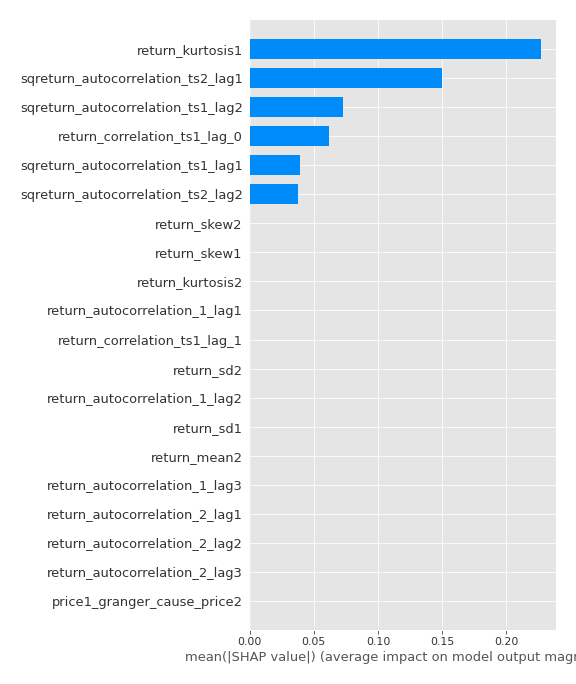 return_kurtosis1
sqreturn_autocorrelation_ts2_lag1
sqreturn_autocorrelation_ts1_lag2
return_correlation_ts1_lag_0
sqreturn_autocorrelation_ts1_lag1
sqreturn_autocorrelation_ts2_lag2
return_skew2
return_skew1
return_kurtosis2
return_autocorrelation_1_lag1
return_correlation_ts1_lag_1
return_sd2
return_autocorrelation_1_lag2
return_sd1
return_mean2
return_autocorrelation_1_lag3
return_autocorrelation_2_lag1
return_autocorrelation_2_lag2
return_autocorrelation_2_lag3
price1_granger_cause_price2
0.00 0.05 0.10 0.15 0.20
mean(|SHAP value|) (average impact on model output magn